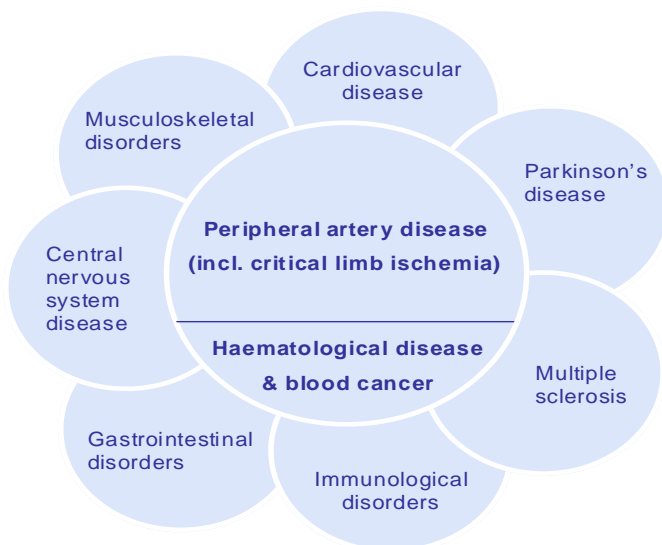 Cardiovascular
disease
Musculoskeletal
disorders
Parkinson's
disease
Peripheral artery disease
(incl. critical limb ischemia)
Central
nervous
system
disease
Haematological disease
& blood cancer
Multiple
sclerosis
Gastrointestinal
disorders
Immunological
disorders